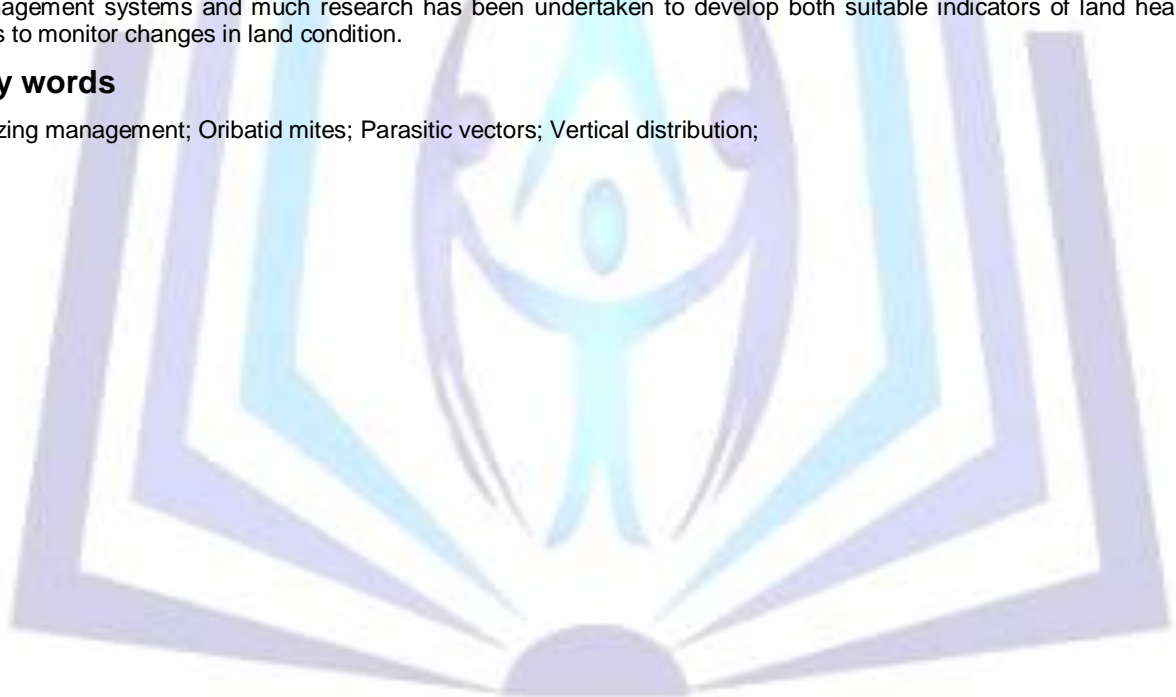 nagement systems and much research has been undertaken to develop both suitable indicators of land hea
s to monitor changes in land condition.
y words
zing management; Oribatid mites; Parasitic vectors; Vertical distribution;